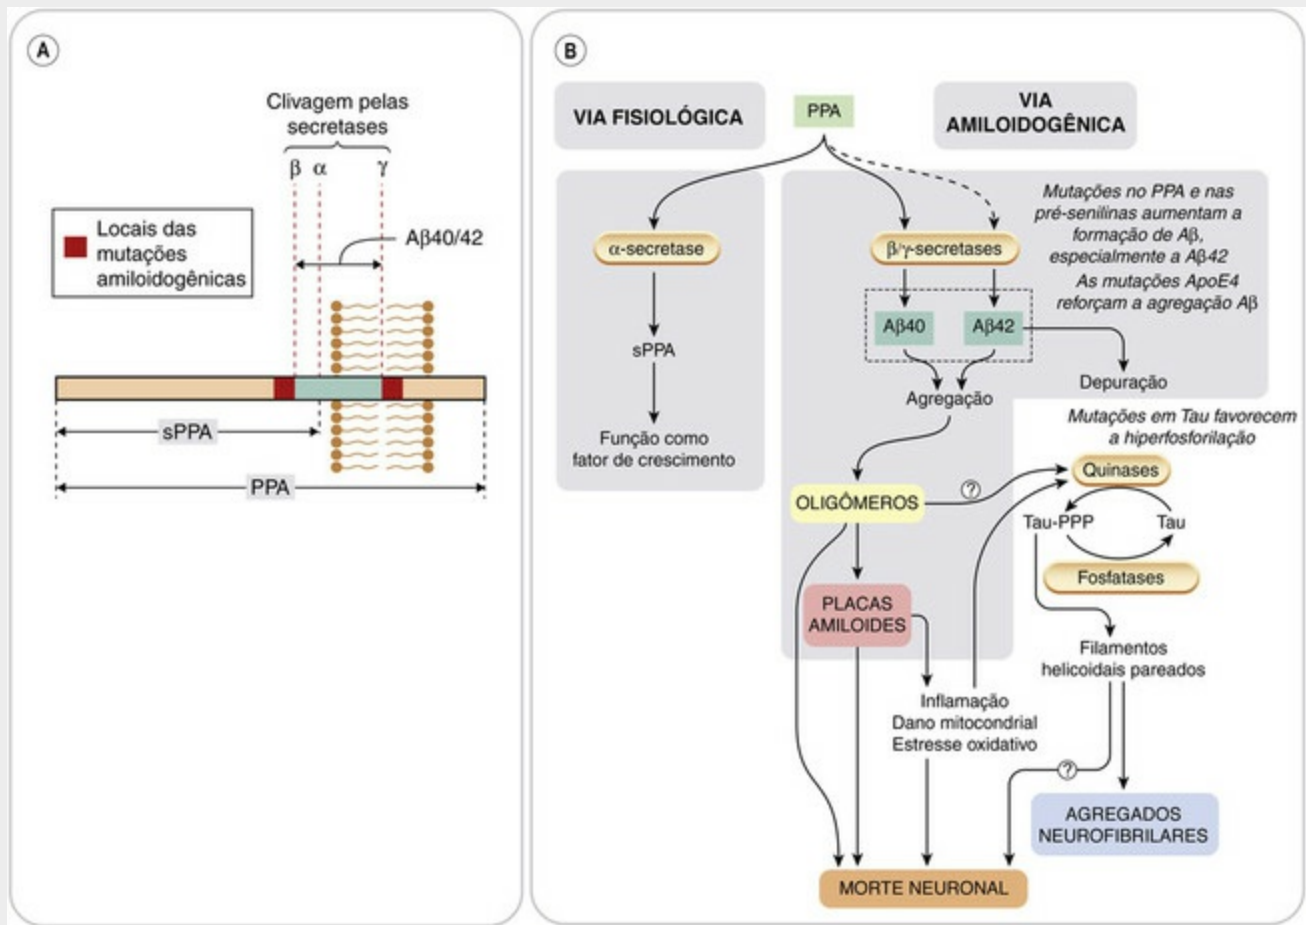 A
Clivagem pelas
secretases
β α γ
Locais das
mutações
amiloidogênicas
Aβ40/42
sPPA
PPA
B
VIA FISIOLÓGICA
PPA
VIA
AMILOIDOGÊNICA
α-secretase
sPPA
Função como
fator de crescimento
β/γ-secretases
Mutações no PPA e nas
pré-senilinas aumentam a
formação de Aβ,
especialmente a Aβ42
As mutações ApoE4
reforçam a agregação Aβ
Aβ40 Aβ42
Depuração
Agregação
Mutações em Tau favorecem
a hiperfosforilação
OLIGÔMEROS
?
Quinases
Tau-PPP Tau
Fosfatases
PLACAS
AMILOIDES
Filamentos
helicoidais pareados
Inflamação
Dano mitocondrial
Estresse oxidativo
?
AGREGADOS
NEUROFIBRILARES
MORTE NEURONAL